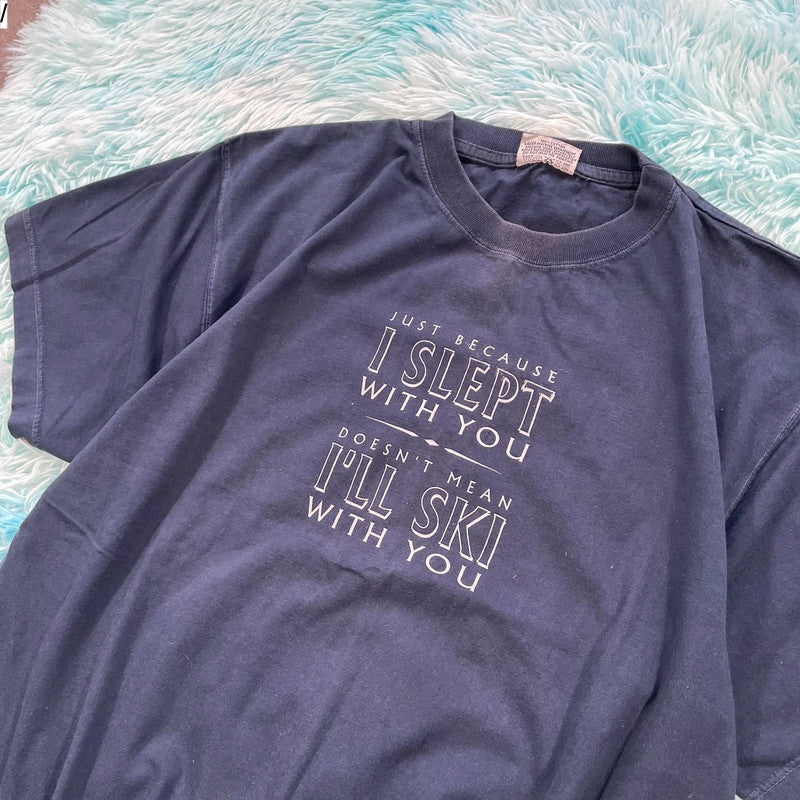 JUST BECAUSE
I SLEPT
WITH YOU
DOESN'T MEAN
I'LL SKI
WITH YOU